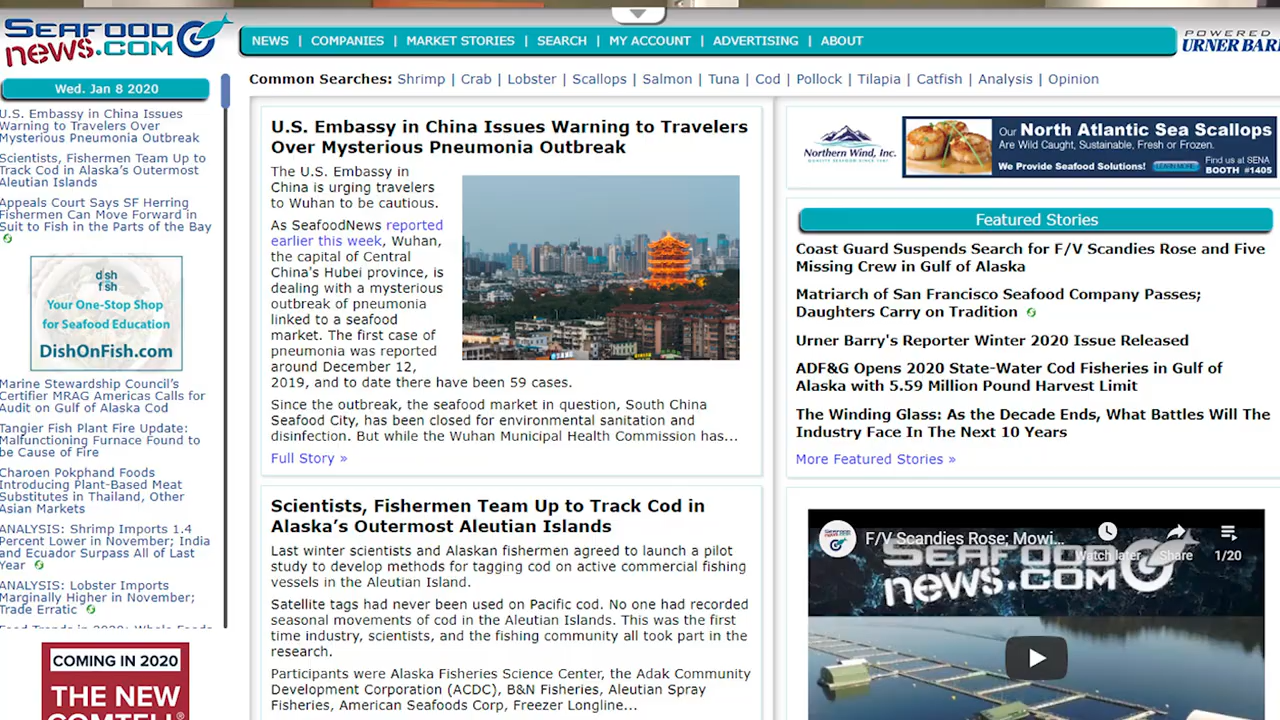 SEAFOOD
news.COM
NEWS | COMPANIES | MARKET STORIES | SEARCH | MY ACCOUNT | ADVERTISING | ABOUT
POWERED
URNER BAR
Common Searches: Shrimp | Crab | Lobster | Scallops | Salmon | Tuna | Cod | Pollock | Tilapia | Catfish | Analysis | Opinion
Wed. Jan 8 2020
U.S. Embassy in China Issues
Warning to Travelers Over
Mysterious Pneumonia Outbreak
Scientists, Fishermen Team Up to
Track Cod in Alaska's Outermost
Aleutian Islands
Appeals Court Says SF Herring
Fishermen Can Move Forward in
Suit to Fish in the Parts of the Bay
dish
fish
Your One-Stop Shop
for Seafood Education
DishOnFish.com
Marine Stewardship Council's
Certifier MRAG Americas Calls for
Audit on Gulf of Alaska Cod
Tangier Fish Plant Fire Update:
Malfunctioning Furnace Found to
be Cause of Fire
Charoen Pokphand Foods
Introducing Plant-Based Meat
Substitutes in Thailand, Other
Asian Markets
ANALYSIS: Shrimp Imports 1.4
Percent Lower in November; India
and Ecuador Surpass All of Last
Year
ANALYSIS: Lobster Imports
Marginally Higher in November;
Trade Erratic
Food Trends in 2020: Whole Foods
COMING IN 2020
THE NEW
COMTELL®
U.S. Embassy in China Issues Warning to Travelers
Over Mysterious Pneumonia Outbreak
The U.S. Embassy in
China is urging travelers
to Wuhan to be cautious.
As SeafoodNews reported
earlier this week, Wuhan,
the capital of Central
China's Hubei province, is
dealing with a mysterious
outbreak of pneumonia
linked to a seafood
market. The first case of
pneumonia was reported
around December 12,
2019, and to date there have been 59 cases.
Since the outbreak, the seafood market in question, South China
Seafood City, has been closed for environmental sanitation and
disinfection. But while the Wuhan Municipal Health Commission has...
Full Story »
Scientists, Fishermen Team Up to Track Cod in
Alaska's Outermost Aleutian Islands
Last winter scientists and Alaskan fishermen agreed to launch a pilot
study to develop methods for tagging cod on active commercial fishing
vessels in the Aleutian Island.
Satellite tags had never been used on Pacific cod. No one had recorded
seasonal movements of cod in the Aleutian Islands. This was the first
time industry, scientists, and the fishing community all took part in the
research.
Participants were Alaska Fisheries Science Center, the Adak Community
Development Corporation (ACDC), B&N Fisheries, Aleutian Spray
Fisheries, American Seafoods Corp, Freezer Longline...
Northern Wind, Inc.
Our North Atlantic Sea Scallops
Are Wild Caught, Sustainable, Fresh or Frozen.
We Provide Seafood Solutions! LEARN MORE Find us at SENA
BOOTH #1405
Featured Stories
Coast Guard Suspends Search for F/V Scandies Rose and Five
Missing Crew in Gulf of Alaska
Matriarch of San Francisco Seafood Company Passes;
Daughters Carry on Tradition
Urner Barry's Reporter Winter 2020 Issue Released
ADF&G Opens 2020 State-Water Cod Fisheries in Gulf of
Alaska with 5.59 Million Pound Harvest Limit
The Winding Glass: As the Decade Ends, What Battles Will The
Industry Face In The Next 10 Years
More Featured Stories »
F/V Scandies Rose; Mowi...
Watch later
Share
1/20
SEAFOOD
news.COM